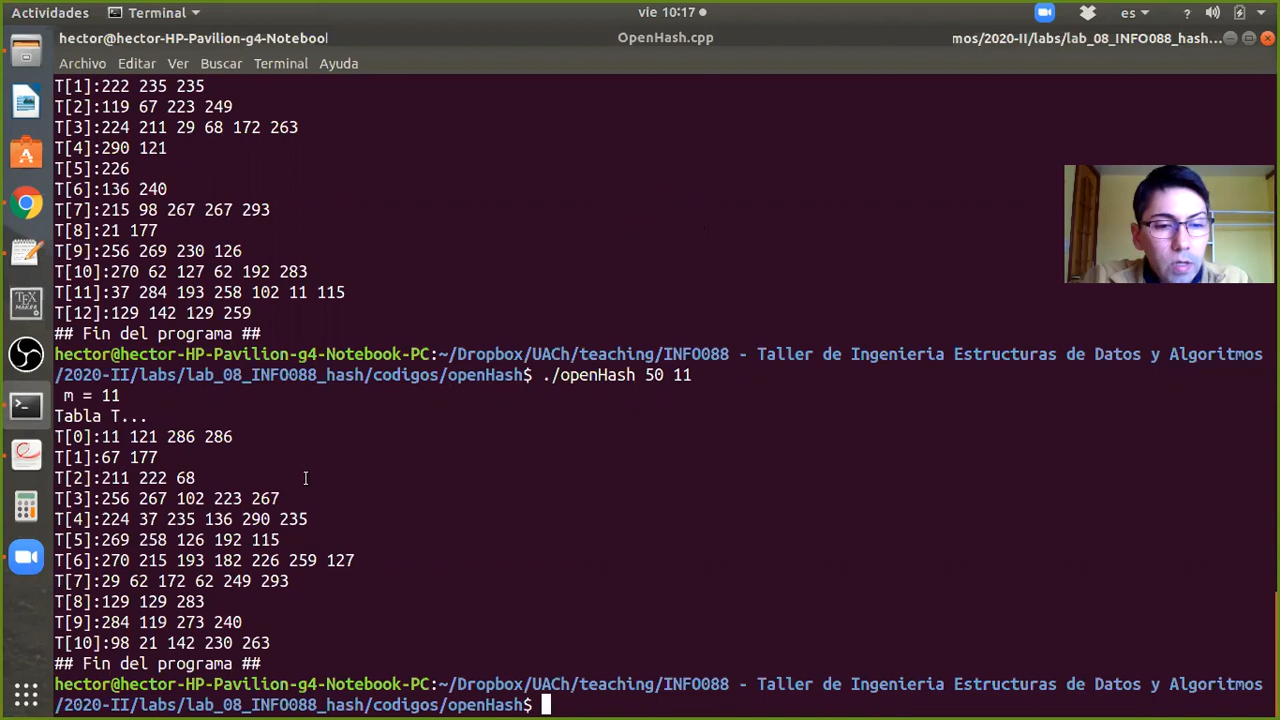 Actividades Terminal vie 10:17 es ?
hector@hector-HP-Pavilion-g4-Notebool OpenHash.cpp mos/2020-II/labs/lab_08_INFO088_hash...
Archivo Editar Ver Buscar Terminal Ayuda
T[1]:222 235 235
T[2]:119 67 223 249
T[3]:224 211 29 68 172 263
T[4]:290 121
T[5]:226
T[6]:136 240
T[7]:215 98 267 267 293
T[8]:21 177
T[9]:256 269 230 126
T[10]:270 62 127 62 192 283
T[11]:37 284 193 258 102 11 115
T[12]:129 142 129 259
## Fin del programa ##
hector@hector-HP-Pavilion-g4-Notebook-PC:~/Dropbox/UACh/teaching/INFO088 - Taller de Ingenieria Estructuras de Datos y Algoritmos
/2020-II/labs/lab_08_INFO088_hash/codigos/openHash$ ./openHash 50 11
m = 11
Tabla T...
T[0]:11 121 286 286
T[1]:67 177
T[2]:211 222 68
T[3]:256 267 102 223 267
T[4]:224 37 235 136 290 235
T[5]:269 258 126 192 115
T[6]:270 215 193 182 226 259 127
T[7]:29 62 172 62 249 293
T[8]:129 129 283
T[9]:284 119 273 240
T[10]:98 21 142 230 263
## Fin del programa ##
hector@hector-HP-Pavilion-g4-Notebook-PC:~/Dropbox/UACh/teaching/INFO088 - Taller de Ingenieria Estructuras de Datos y Algoritmos
/2020-II/labs/lab_08_INFO088_hash/codigos/openHash$